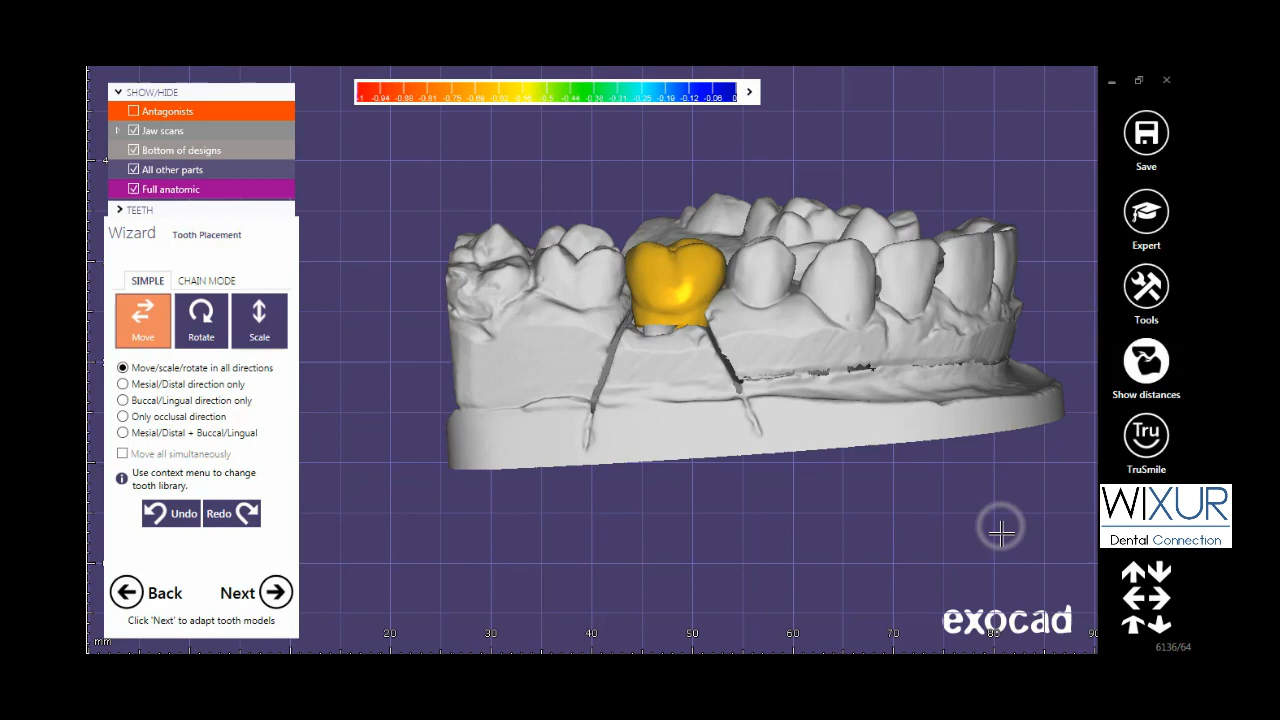 SHOW/HIDE
Antagonists
Jaw scans
Bottom of designs
All other parts
Full anatomic
TEETH
Wizard Tooth Placement
SIMPLE CHAIN MODE
Move Rotate Scale
Move/scale/rotate in all directions
Mesial/Distal direction only
Buccal/Lingual direction only
Only occlusal direction
Mesial/Distal + Buccal/Lingual
Move all simultaneously
Use context menu to change
tooth library.
Undo Redo
Back Next
Click 'Next' to adapt tooth models
mm
20 30 40 50 60 70 80 90
exocad
Save
Expert
Tools
Show distances
Tru
TruSmile
WIXUR
Dental Connection
6136/64